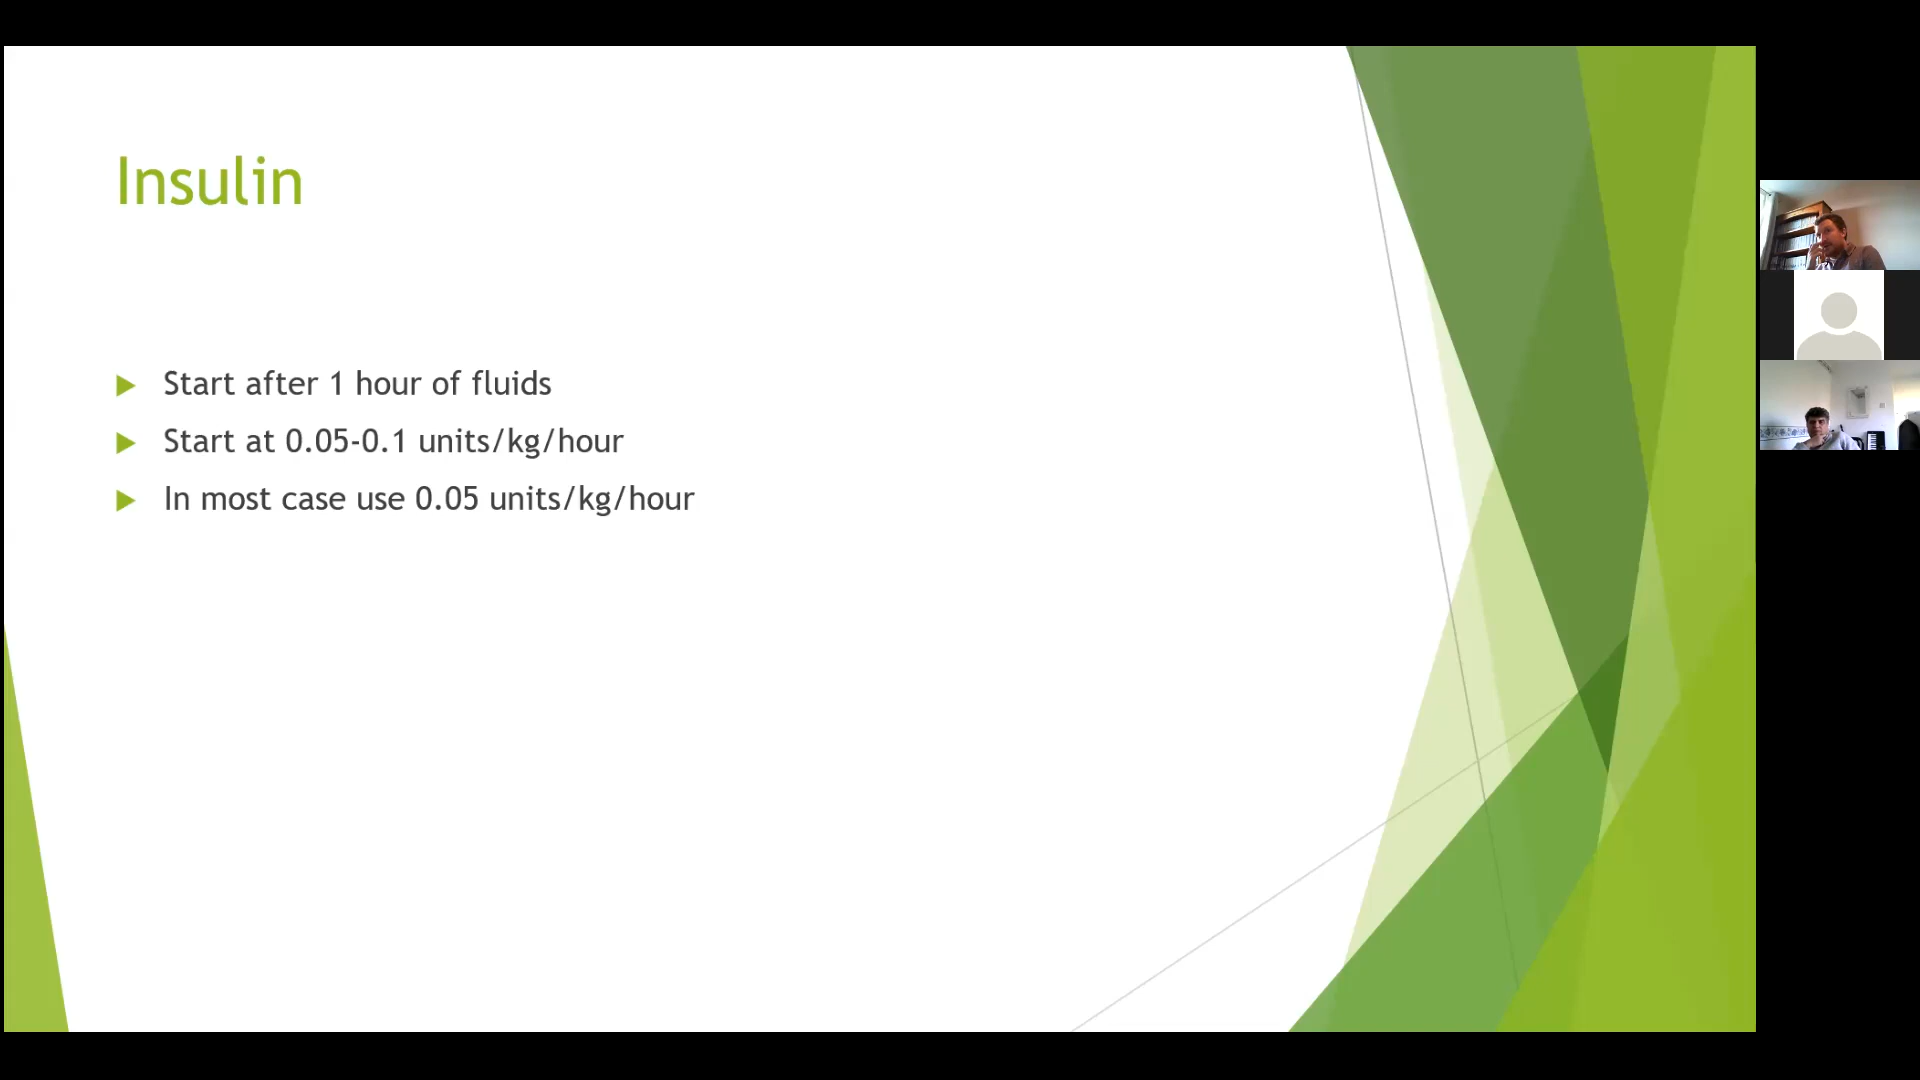 Insulin
Start after 1 hour of fluids
Start at 0.05-0.1 units/kg/hour
In most case use 0.05 units/kg/hour